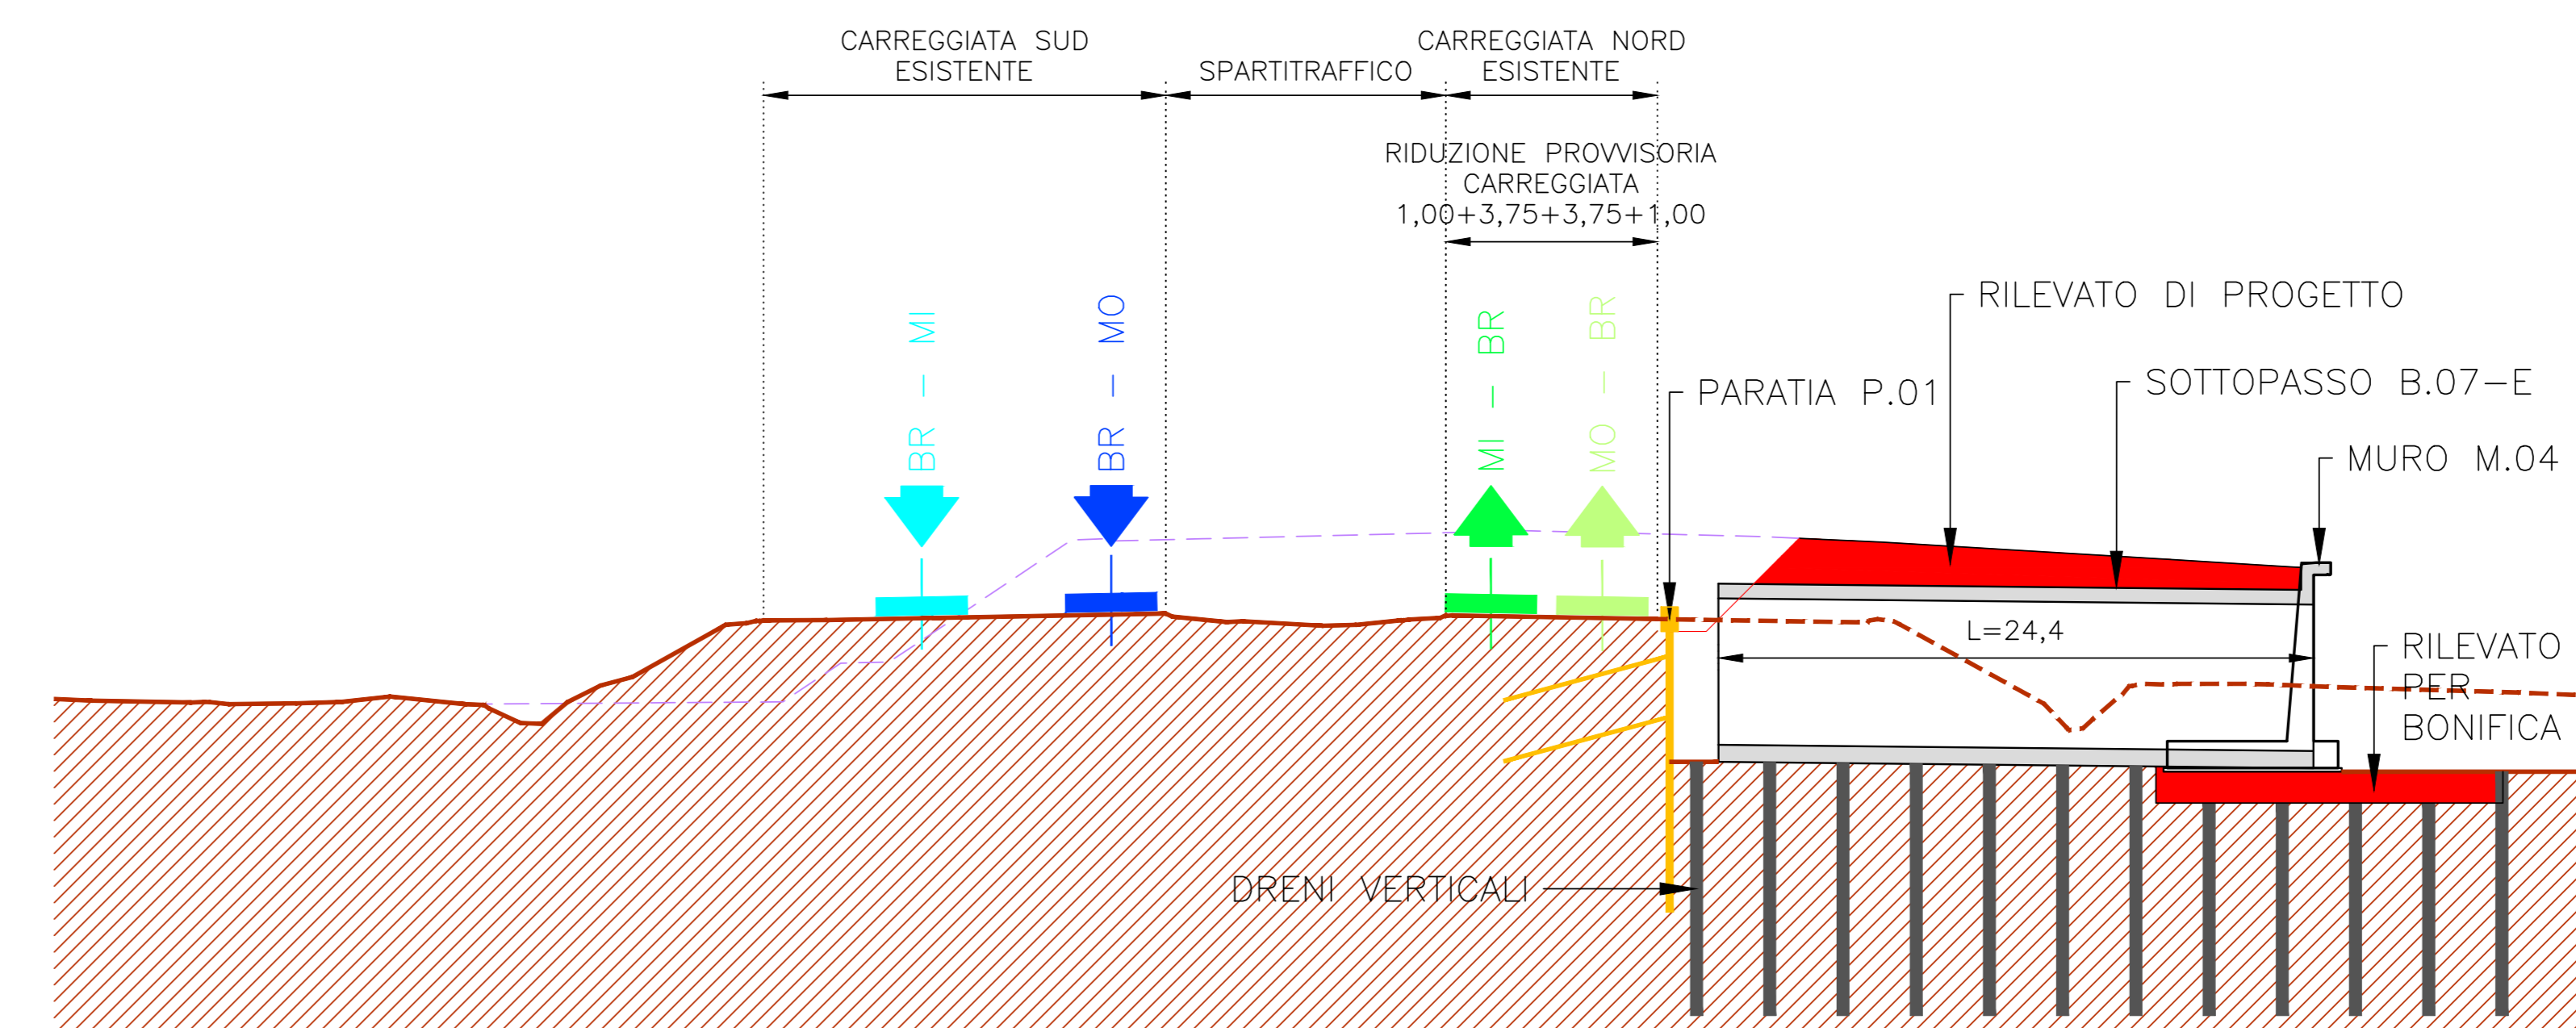 CARREGGIATA SUD
ESISTENTE
SPARTITRAFFICO
CARREGGIATA NORD
ESISTENTE
RIDUZIONE PROVVISORIA
CARREGGIATA
1,00+3,75+3,75+1,00
BR – MI
BR – MO
MI – BR
MO – BR
RILEVATO DI PROGETTO
SOTTOPASSO B.07–E
PARATIA P.01
MURO M.04
L=24,4
RILEVATO
PER
BONIFICA
DRENI VERTICALI